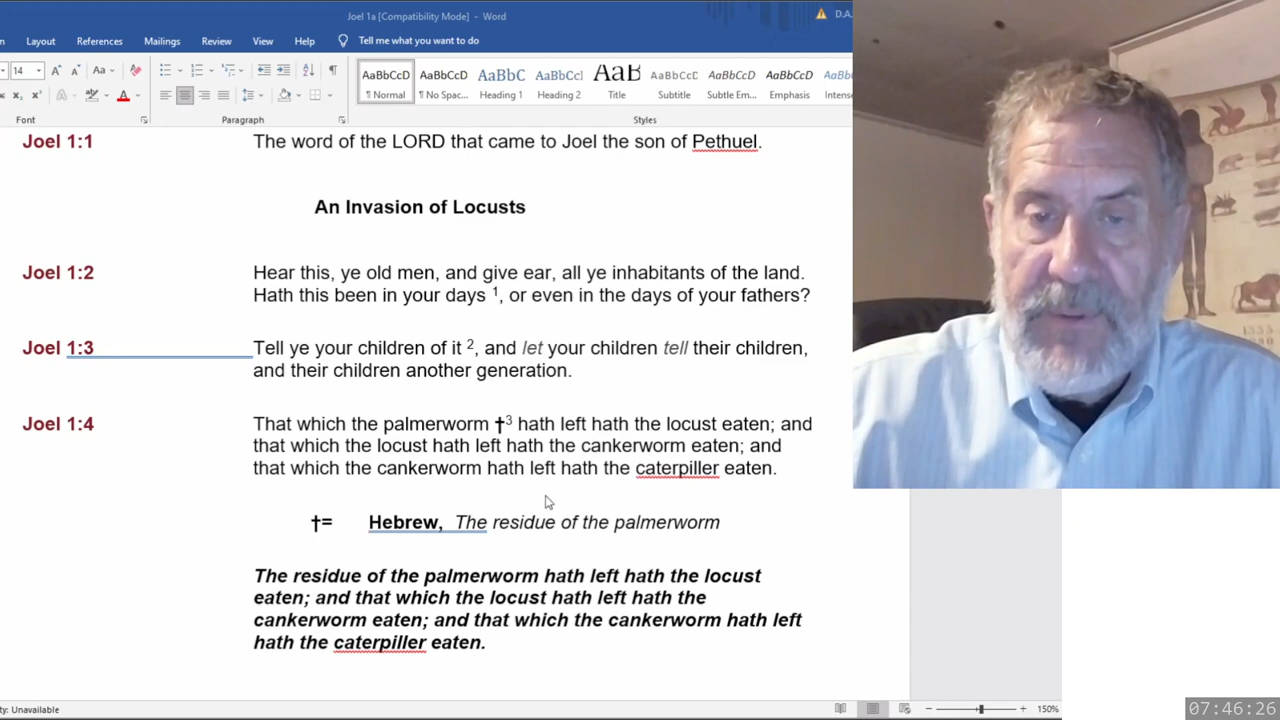 Joel 1a [Compatibility Mode] - Word
D.A.
Layout References Mailings Review View Help Tell me what you want to do
14 Aa
AaBbCcD AaBbCcD AaBbC AaBbCcI AaB AaBbCcD AaBbCcD AaBbCcD
¶ Normal ¶ No Spac... Heading 1 Heading 2 Title Subtitle Subtle Em... Emphasis Intense
Font Paragraph Styles
Joel 1:1 The word of the LORD that came to Joel the son of Pethuel.
An Invasion of Locusts
Joel 1:2 Hear this, ye old men, and give ear, all ye inhabitants of the land.
Hath this been in your days ¹, or even in the days of your fathers?
Joel 1:3 Tell ye your children of it ², and let your children tell their children,
and their children another generation.
Joel 1:4 That which the palmerworm †³ hath left hath the locust eaten; and
that which the locust hath left hath the cankerworm eaten; and
that which the cankerworm hath left hath the caterpiller eaten.
†= Hebrew, The residue of the palmerworm
The residue of the palmerworm hath left hath the locust
eaten; and that which the locust hath left hath the
cankerworm eaten; and that which the cankerworm hath left
hath the caterpiller eaten.
ty: Unavailable
150%
07:46:26